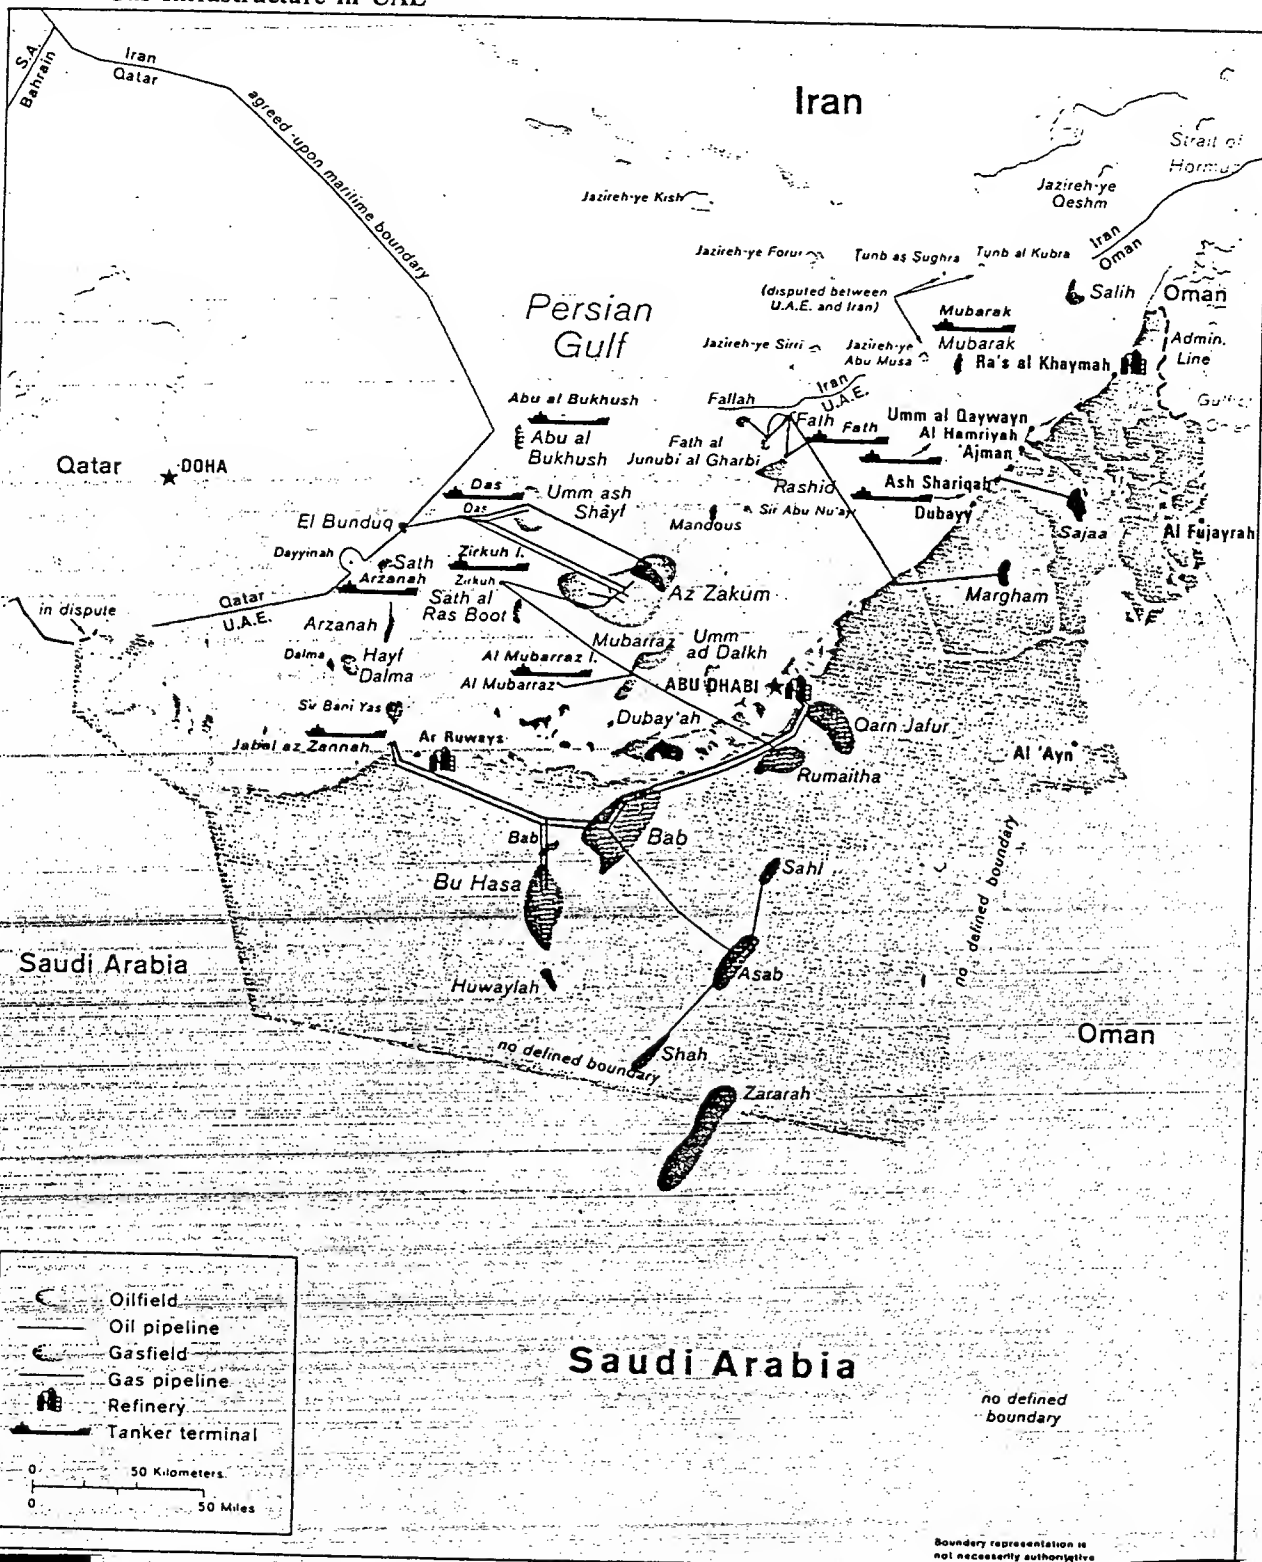 Infrastructure in UAE
S.A.
Bahrain
Iran
Qatar
agreed-upon maritime boundary
Iran
Strait of
Jazireh-ye Kish
Jazireh-ye
Qeshm
Iran
Oman
Jazireh-ye Forur
Tunb as Sughra
Tunb al Kubra
(disputed between
U.A.E. and Iran)
Salih
Oman
Persian
Gulf
Mubarak
Mubarak
Admin.
Line
Jazireh-ye Sirri
Jazireh-ye
Abu Musa
Ra's al Khaymah
Iran
U.A.E.
Abu al Bukhush
Fallah
Abu al
Bukhush
Fath
Fath
Umm al Qaywayn
Al Hamriyah
'Ajman
Fath al
Junubi al Gharbi
Qatar
DOHA
Rashid
Ash Shariqah
Das
Das
Umm ash
Shayf
Mandous
Sir Abu Nu'ayr
Dubayy
Sajaa
Al Fujayrah
El Bunduq
Dayyinah
Sath
Zirkuh I.
Zirkuh
Arzanah
Az Zakum
Margham
in dispute
Qatar
U.A.E.
Sath al
Ras Boot
Arzanah
Mubarraz
Umm
ad Dalkh
Dalma
Hayf
Dalma
Al Mubarraz I.
Al Mubarraz
ABU DHABI
Sir Bani Yas
Dubay'ah
Qarn Jafur
Jabal az Zannah
Ar Ruways
Al 'Ayn
Rumaitha
Bab
Bab
Sahl
Bu Hasa
no defined boundary
Saudi Arabia
Asab
Huwaylah
Oman
Shah
no defined boundary
Zararah
Oilfield
Oil pipeline
Gasfield
Gas pipeline
Refinery
Tanker terminal
0 50 Kilometers
0 50 Miles
Saudi Arabia
no defined
boundary
Boundary representation is
not necessarily authoritative